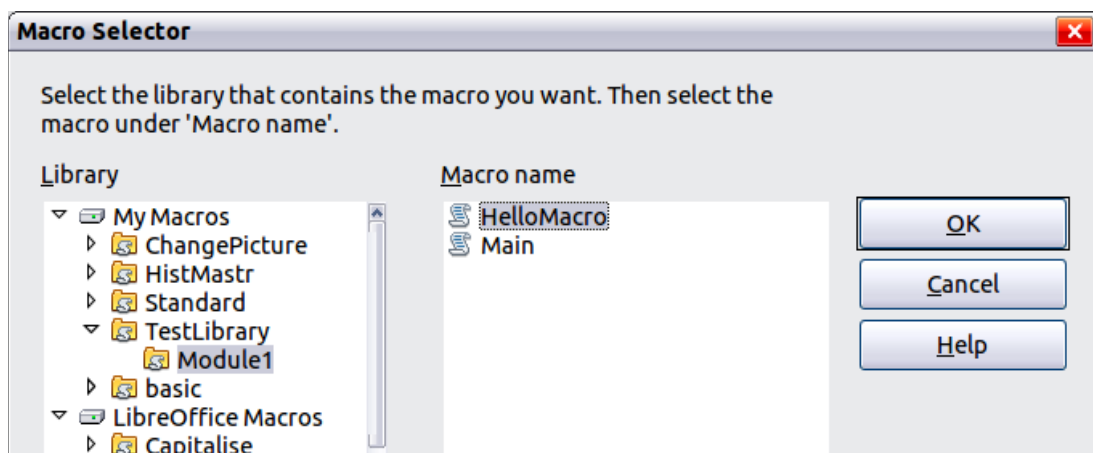 Macro Selector
Select the library that contains the macro you want. Then select the
macro under 'Macro name'.
Library
Macro name
My Macros
ChangePicture
HistMastr
Standard
TestLibrary
Module1
basic
LibreOffice Macros
Capitalise
HelloMacro
Main
OK
Cancel
Help